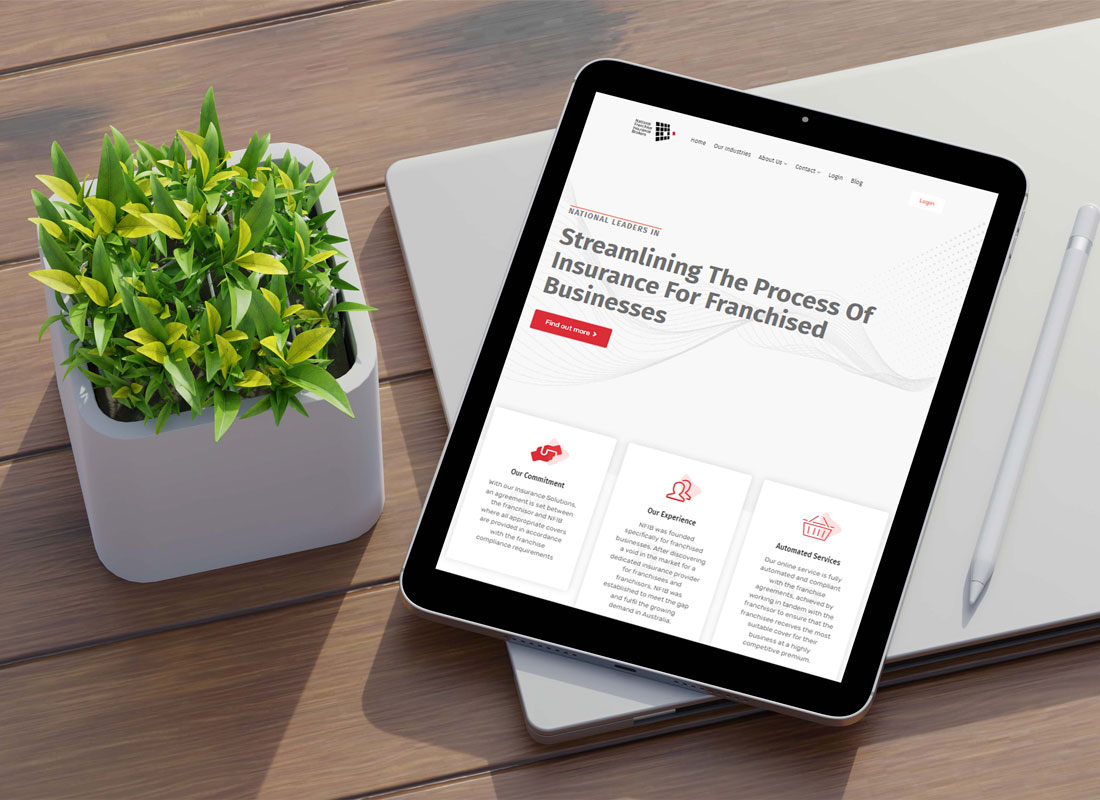 National
Franchise
Insurance
Brokers
Home
Our Industries
About Us
Contact
Login
Blog
Login
NATIONAL LEADERS IN
Streamlining The Process Of
Insurance For Franchised
Businesses
Find out more
Our Commitment
With our Insurance Solutions,
an agreement is set between
the franchisor and NFIB
where all appropriate covers
are provided in accordance
with the franchise
compliance requirements
Our Experience
NFIB was founded
specifically for franchised
businesses. After discovering
a void in the market for a
dedicated insurance provider
for franchisees and
franchisors, NFIB was
established to meet the gap
and fulfil the growing
demand in Australia.
Automated Services
Our online service is fully
automated and compliant
with the franchise
agreements, achieved by
working in tandem with the
franchisor to ensure that the
franchisee receives the most
suitable cover for their
business at a highly
competitive premium.